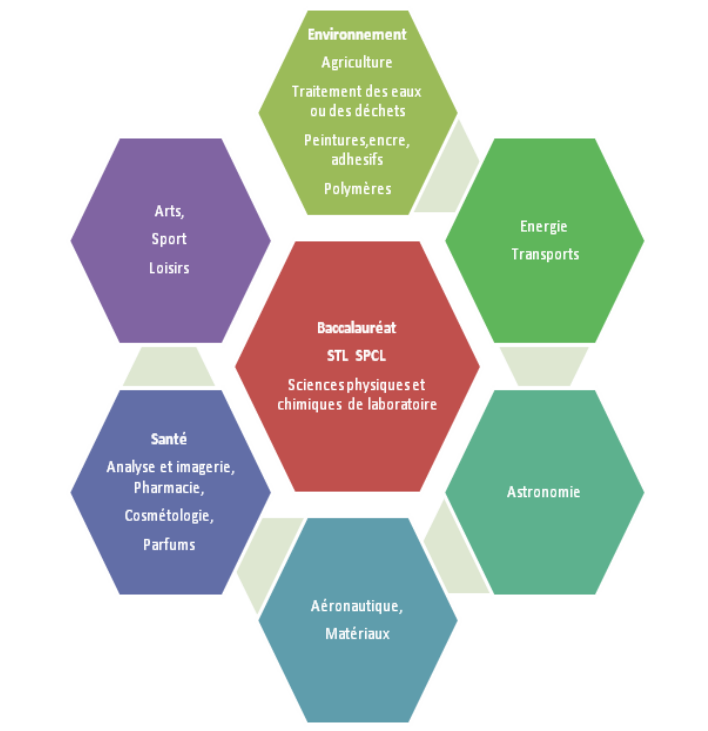 Environnement
Agriculture
Traitement des eaux
ou des déchets
Peintures,encre,
adhesifs
Polymères
Energie
Transports
Arts,
Sport
Loisirs
Baccalauréat
STL SPCL
Sciences physiques et
chimiques de laboratoire
Santé
Analyse et imagerie,
Pharmacie,
Cosmétologie,
Parfums
Astronomie
Aéronautique,
Matériaux